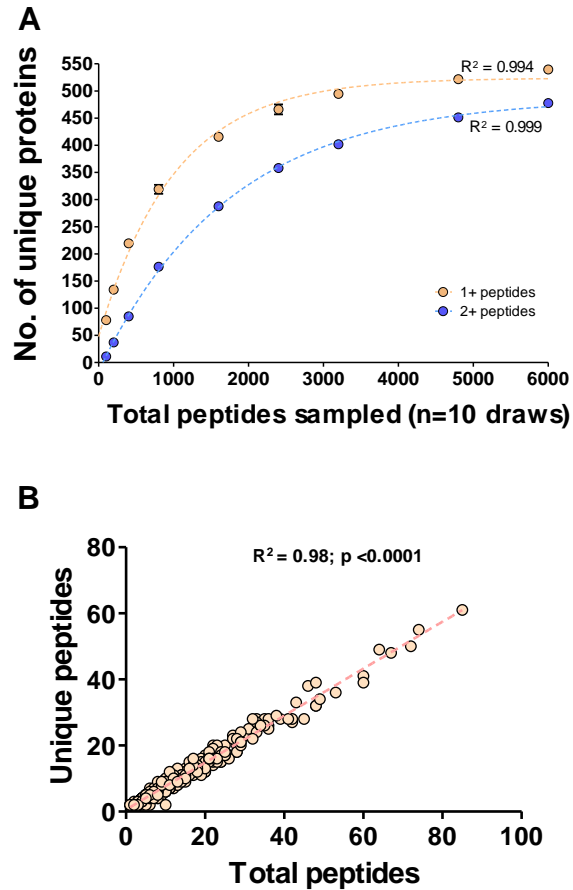 A
No. of unique proteins
550
500
450
400
350
300
250
200
150
100
50
0
R² = 0.994
R² = 0.999
1+ peptides
2+ peptides
0 1000 2000 3000 4000 5000 6000
Total peptides sampled (n=10 draws)
B
Unique peptides
80
60
40
20
0
R² = 0.98; p <0.0001
0 20 40 60 80 100
Total peptides